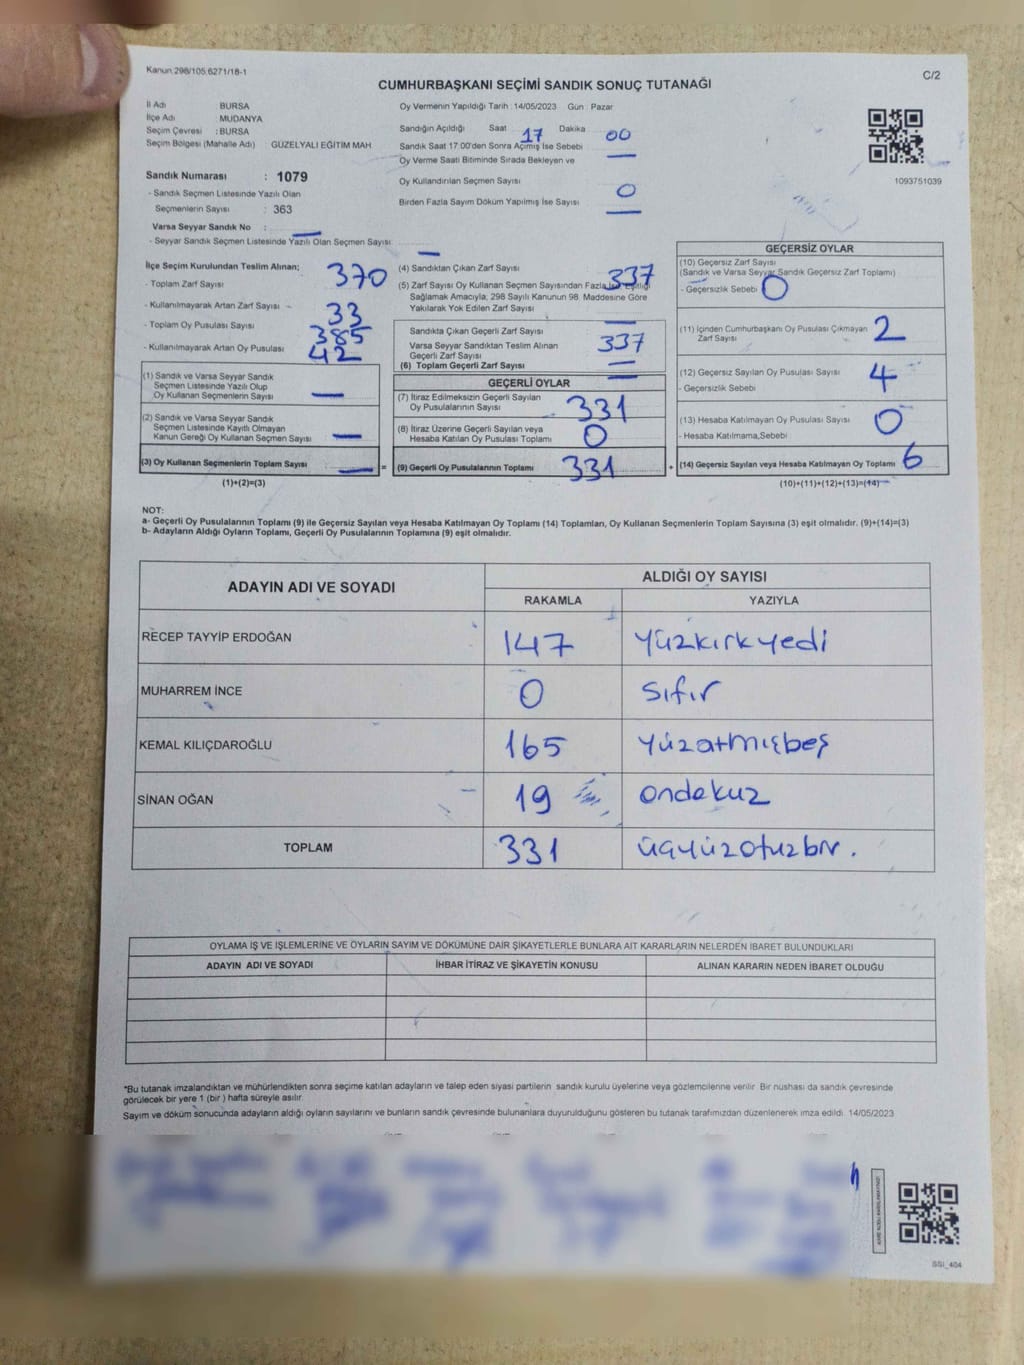 Kanun:298/105:6271/18-1
C/2
CUMHURBAŞKANI SEÇİMİ SANDIK SONUÇ TUTANAĞI
İl Adı BURSA
İlçe Adı MUDANYA
Seçim Çevresi : BURSA
Seçim Bölgesi (Mahalle Adı) GÜZELYALI EĞİTİM MAH
Sandık Numarası : 1079
- Sandık Seçmen Listesinde Yazılı Olan
Seçmenlerin Sayısı : 363
Varsa Seyyar Sandık No :
- Seyyar Sandık Seçmen Listesinde Yazılı Olan Seçmen Sayısı:
Oy Vermenin Yapıldığı Tarih :14/05/2023 Gün : Pazar
Sandığın Açıldığı Saat 17 Dakika 00
Sandık Saat 17:00'den Sonra Açımış İse Sebebi
Oy Verme Saati Bitiminde Sırada Bekleyen ve
Oy Kullandırılan Seçmen Sayısı 0
Birden Fazla Sayım Döküm Yapılmış İse Sayısı
1093751039
İlçe Seçim Kurulundan Teslim Alınan;
- Toplam Zarf Sayısı 370
- Kullanılmayarak Artan Zarf Sayısı 33
- Toplam Oy Pusulası Sayısı 385
- Kullanılmayarak Artan Oy Pusulası 42
(1) Sandık ve Varsa Seyyar Sandık
Seçmen Listesinde Yazılı Olup
Oy Kullanan Seçmenlerin Sayısı
(2) Sandık ve Varsa Seyyar Sandık
Seçmen Listesinde Kayıtlı Olmayan
Kanun Gereği Oy Kullanan Seçmen Sayısı
(3) Oy Kullanan Seçmenlerin Toplam Sayısı =
(1)+(2)=(3)
(4) Sandıktan Çıkan Zarf Sayısı 337
(5) Zarf Sayısı Oy Kullanan Seçmen Sayısından Fazla İse, Eşitliği
Sağlamak Amacıyla; 298 Sayılı Kanunun 98. Maddesine Göre
Yakılarak Yok Edilen Zarf Sayısı
Sandıkta Çıkan Geçerli Zarf Sayısı
Varsa Seyyar Sandıktan Teslim Alınan 337
Geçerli Zarf Sayısı
(6) Toplam Geçerli Zarf Sayısı
GEÇERLİ OYLAR
(7) İtiraz Edilmeksizin Geçerli Sayılan
Oy Pusulalarının Sayısı 331
(8) İtiraz Üzerine Geçerli Sayılan veya
Hesaba Katılan Oy Pusulası Toplamı 0
(9) Geçerli Oy Pusulalarının Toplamı 331 +
GEÇERSİZ OYLAR
(10) Geçersiz Zarf Sayısı
(Sandık ve Varsa Seyyar Sandık Geçersiz Zarf Toplamı)
- Geçersizlik Sebebi 0
(11) İçinden Cumhurbaşkanı Oy Pusulası Çıkmayan
Zarf Sayısı 2
(12) Geçersiz Sayılan Oy Pusulası Sayısı 4
- Geçersizlik Sebebi
(13) Hesaba Katılmayan Oy Pusulası Sayısı 0
- Hesaba Katılmama,Sebebi
(14) Geçersiz Sayılan veya Hesaba Katılmayan Oy Toplamı 6
(10)+(11)+(12)+(13)=(14)
NOT:
a- Geçerli Oy Pusulalarının Toplamı (9) ile Geçersiz Sayılan veya Hesaba Katılmayan Oy Toplamı (14) Toplamları, Oy Kullanan Seçmenlerin Toplam Sayısına (3) eşit olmalıdır. (9)+(14)=(3)
b- Adayların Aldığı Oyların Toplamı, Geçerli Oy Pusulalarının Toplamına (9) eşit olmalıdır.
ADAYIN ADI VE SOYADI ALDIĞI OY SAYISI
RAKAMLA YAZIYLA
RECEP TAYYİP ERDOĞAN 147 yüzkırkyedi
MUHARREM İNCE 0 sıfır
KEMAL KILIÇDAROĞLU 165 yüzatmışbeş
SİNAN OĞAN 19 ondokuz
TOPLAM 331 üçyüzotuzbir.
OYLAMA İŞ VE İŞLEMLERİNE VE OYLARIN SAYIM VE DÖKÜMÜNE DAİR ŞİKAYETLERLE BUNLARA AİT KARARLARIN NELERDEN İBARET BULUNDUKLARI
ADAYIN ADI VE SOYADI İHBAR İTİRAZ VE ŞİKAYETİN KONUSU ALINAN KARARIN NEDEN İBARET OLDUĞU
*Bu tutanak imzalandıktan ve mühürlendikten sonra seçime katılan adayların ve talep eden siyasi partilerin sandık kurulu üyelerine veya gözlemcilerine verilir. Bir nushası da sandık çevresinde
görülecek bir yere 1 (bir ) hafta süreyle asılır.
Sayım ve döküm sonucunda adayların aldığı oyların sayılarını ve bunların sandık çevresinde bulunanlara duyurulduğunu gösteren bu tutanak tarafımızdan düzenlenerek imza edildi. 14/05/2023
SSI_404